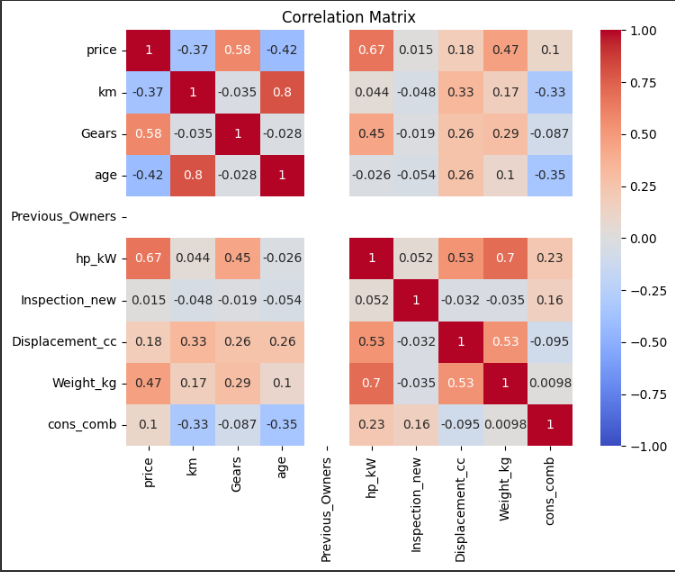 Correlation Matrix
price 1 -0.37 0.58 -0.42 0.67 0.015 0.18 0.47 0.1
km -0.37 1 -0.035 0.8 0.044 -0.048 0.33 0.17 -0.33
Gears 0.58 -0.035 1 -0.028 0.45 -0.019 0.26 0.29 -0.087
age -0.42 0.8 -0.028 1 -0.026 -0.054 0.26 0.1 -0.35
Previous_Owners
hp_kW 0.67 0.044 0.45 -0.026 1 0.052 0.53 0.7 0.23
Inspection_new 0.015 -0.048 -0.019 -0.054 0.052 1 -0.032 -0.035 0.16
Displacement_cc 0.18 0.33 0.26 0.26 0.53 -0.032 1 0.53 -0.095
Weight_kg 0.47 0.17 0.29 0.1 0.7 -0.035 0.53 1 0.0098
cons_comb 0.1 -0.33 -0.087 -0.35 0.23 0.16 -0.095 0.0098 1
price
km
Gears
age
Previous_Owners
hp_kW
Inspection_new
Displacement_cc
Weight_kg
cons_comb
1.00
0.75
0.50
0.25
0.00
−0.25
−0.50
−0.75
−1.00